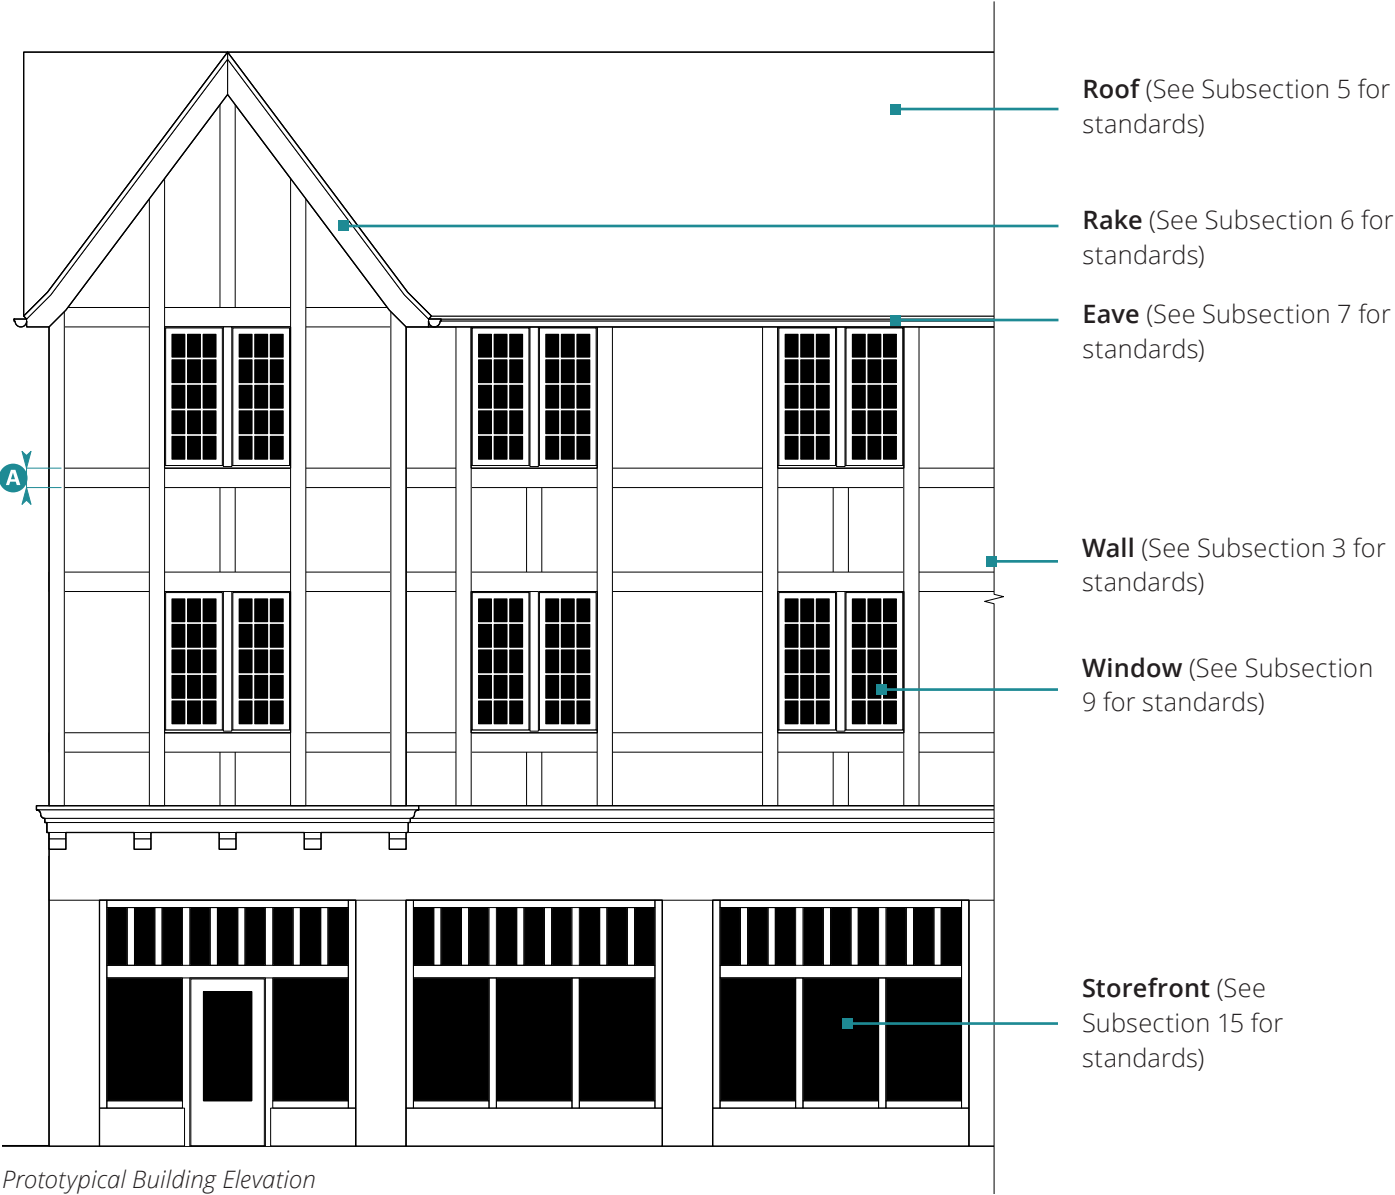 Roof (See Subsection 5 for
standards)
Rake (See Subsection 6 for
standards)
Eave (See Subsection 7 for
standards)
A
Wall (See Subsection 3 for
standards)
Window (See Subsection
9 for standards)
Storefront (See
Subsection 15 for
standards)
Prototypical Building Elevation